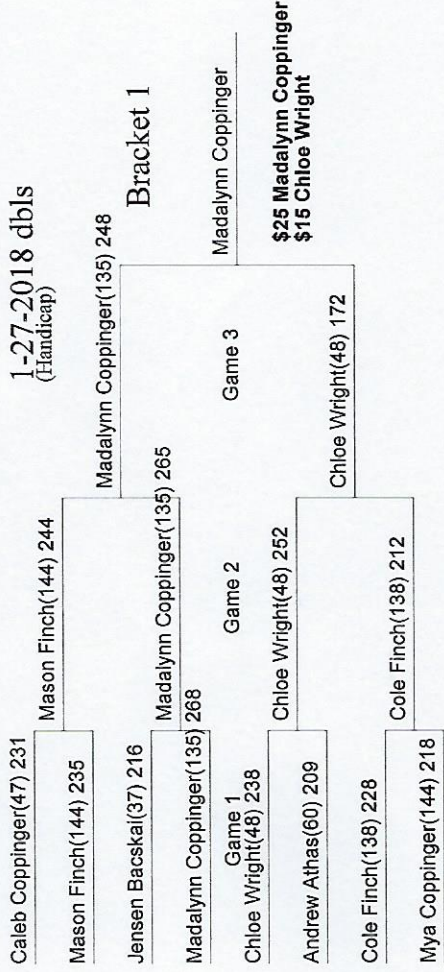 1-27-2018 dbls
(Handicap)
Bracket 1
Caleb Coppinger(47) 231
Mason Finch(144) 235
Jensen Bacskai(37) 216
Madalynn Coppinger(135) 268
Game 1
Chloe Wright(48) 238
Andrew Athas(60) 209
Cole Finch(138) 228
Mya Coppinger(144) 218
Mason Finch(144) 244
Madalynn Coppinger(135) 265
Game 2
Chloe Wright(48) 252
Cole Finch(138) 212
Madalynn Coppinger(135) 248
Game 3
Chloe Wright(48) 172
Madalynn Coppinger
$25 Madalynn Coppinger
$15 Chloe Wright